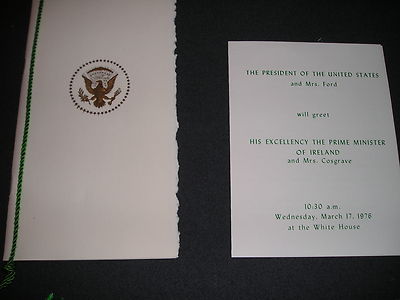 THE PRESIDENT OF THE UNITED STATES
and Mrs. Ford
will greet
HIS EXCELLENCY THE PRIME MINISTER
OF IRELAND
and Mrs. Cosgrave
10:30 a.m.
Wednesday, March 17, 1976
at the White House